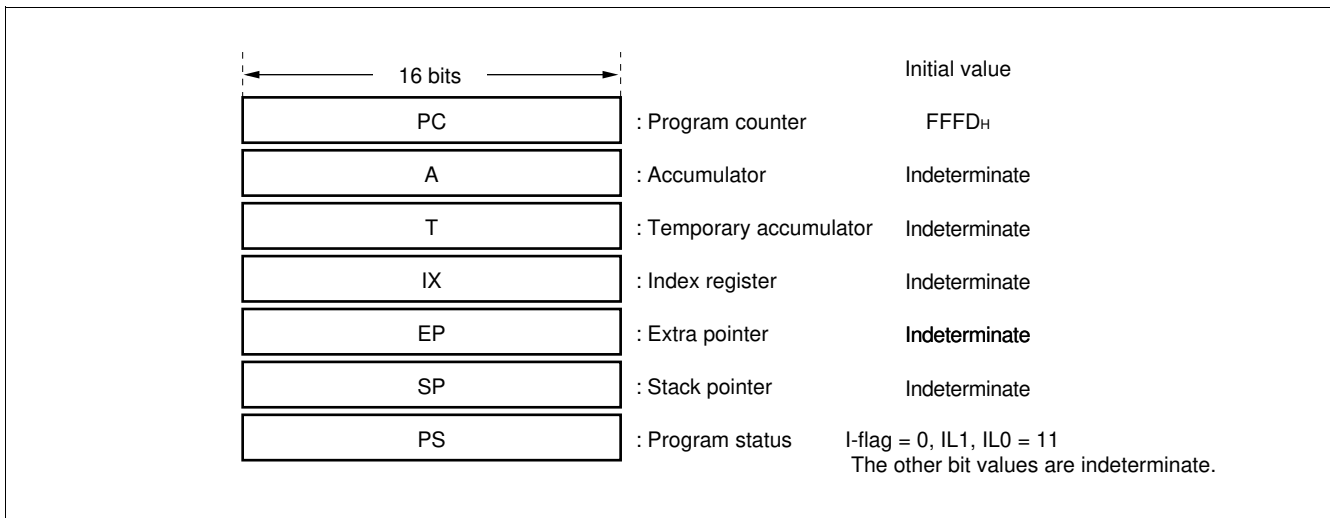 16 bits Initial value
PC : Program counter FFFDH
A : Accumulator Indeterminate
T : Temporary accumulator Indeterminate
IX : Index register Indeterminate
EP : Extra pointer Indeterminate
SP : Stack pointer Indeterminate
PS : Program status I-flag = 0, IL1, IL0 = 11
The other bit values are indeterminate.